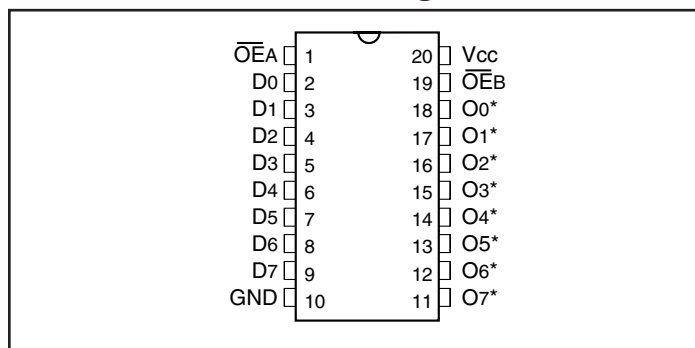 O̅E̅A 1 20 Vcc
D0 2 19 O̅E̅B
D1 3 18 O0*
D2 4 17 O1*
D3 5 16 O2*
D4 6 15 O3*
D5 7 14 O4*
D6 8 13 O5*
D7 9 12 O6*
GND 10 11 O7*